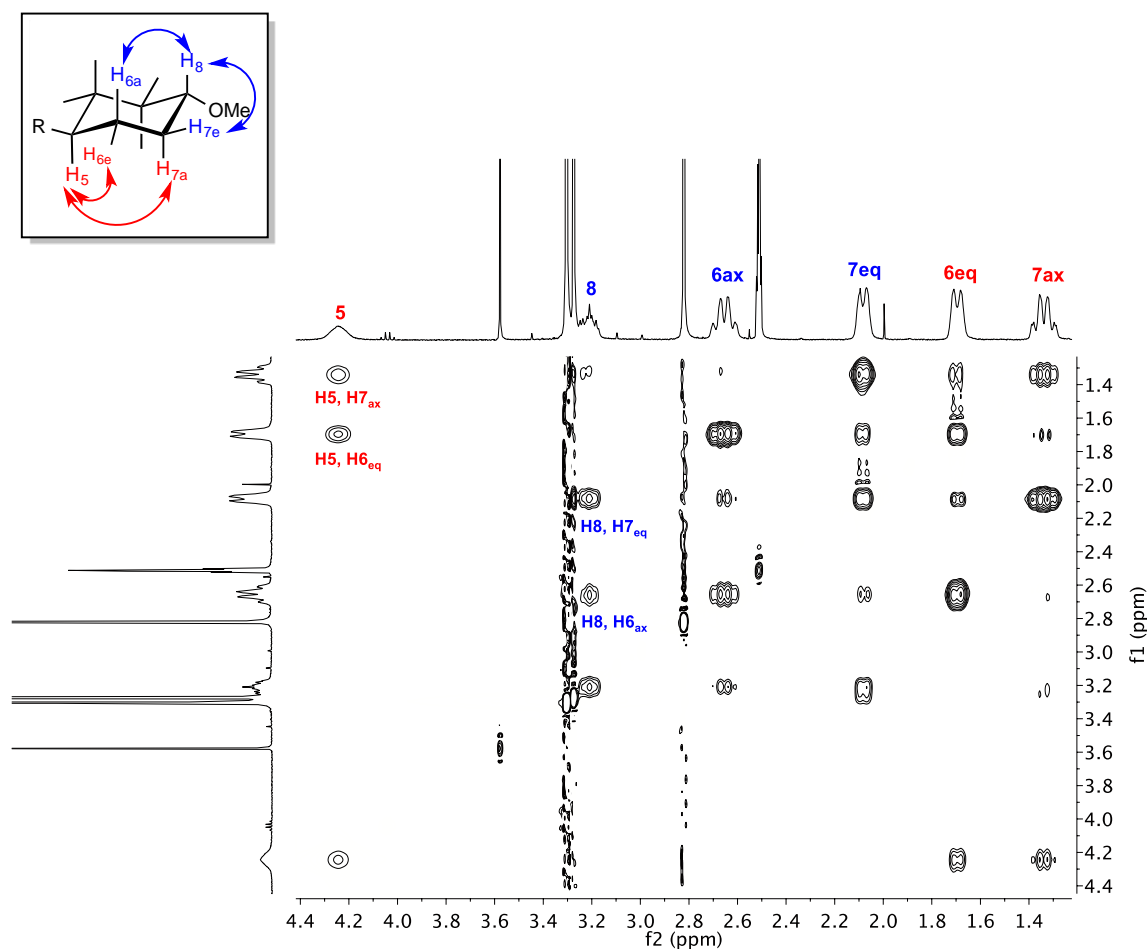 H8
H6a
OMe
R
H7e
H6e
H5
H7a
6ax
7eq
6eq
7ax
8
5
H5, H7ax
H5, H6eq
H8, H7eq
H8, H6ax
1.4
1.6
1.8
2.0
2.2
2.4
2.6
2.8
3.0
3.2
3.4
3.6
3.8
4.0
4.2
4.4
f1 (ppm)
4.4 4.2 4.0 3.8 3.6 3.4 3.2 3.0 2.8 2.6 2.4 2.2 2.0 1.8 1.6 1.4
f2 (ppm)